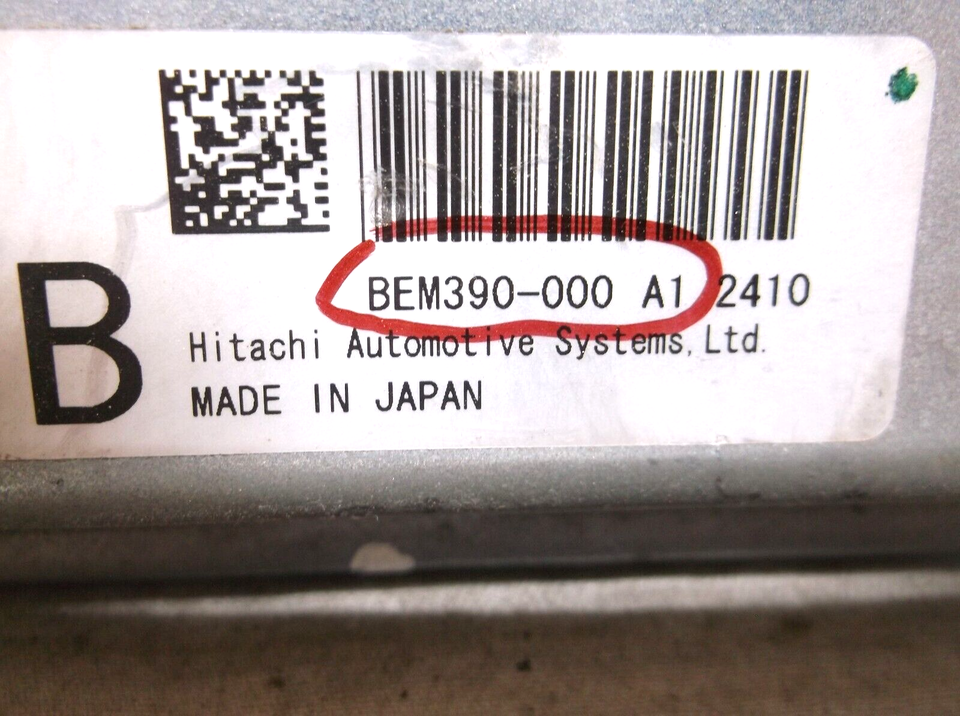 BEM390-000 A1 2410
Hitachi Automotive Systems, Ltd.
B
MADE IN JAPAN